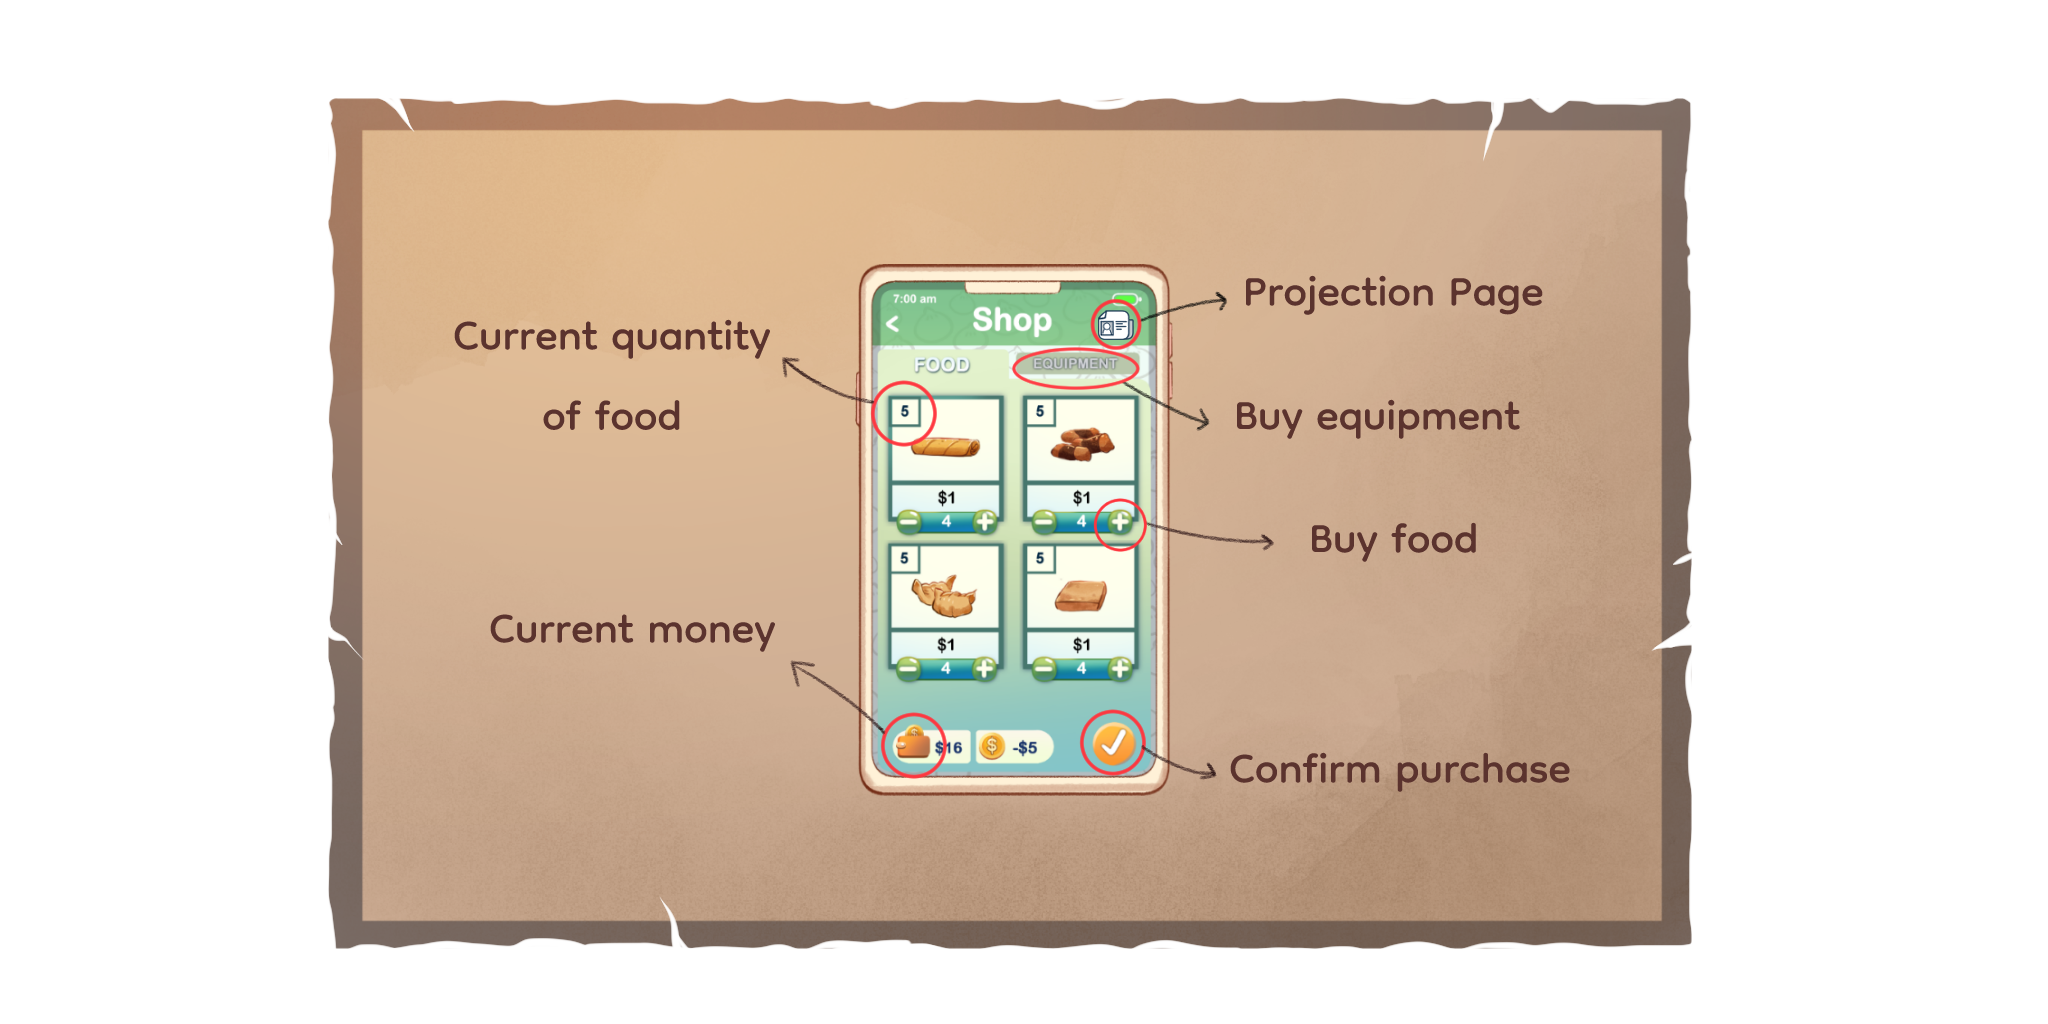 Current quantity
of food
Current money
7:00 am
Shop
FOOD
EQUIPMENT
5
5
$1
$1
4
4
5
5
$1
$1
4
4
$16
-$5
Projection Page
Buy equipment
Buy food
Confirm purchase